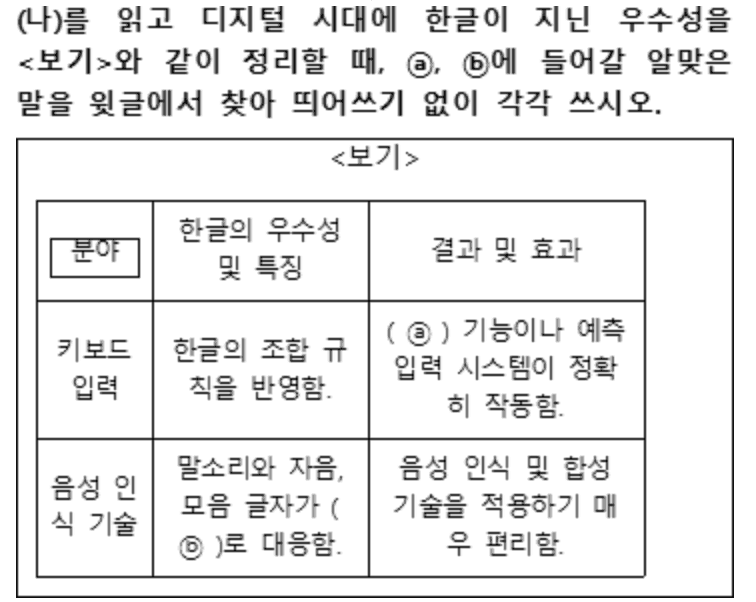 (나)를 읽고 디지털 시대에 한글이 지닌 우수성을
<보기>와 같이 정리할 때, ⓐ, ⓑ에 들어갈 알맞은
말을 윗글에서 찾아 띄어쓰기 없이 각각 쓰시오.
<보기>
분야
한글의 우수성
및 특징
결과 및 효과
키보드
입력
한글의 조합 규
칙을 반영함.
( ⓐ ) 기능이나 예측
입력 시스템이 정확
히 작동함.
음성 인
식 기술
말소리와 자음,
모음 글자가 (
ⓑ )로 대응함.
음성 인식 및 합성
기술을 적용하기 매
우 편리함.